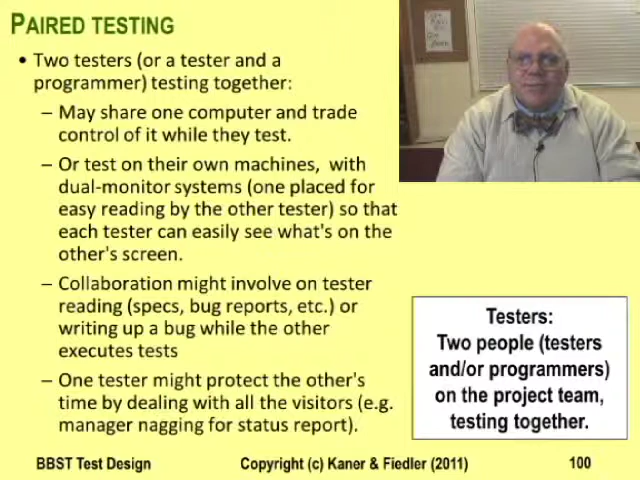 PAIRED TESTING
• Two testers (or a tester and a
programmer) testing together:
– May share one computer and trade
control of it while they test.
– Or test on their own machines, with
dual-monitor systems (one placed for
easy reading by the other tester) so that
each tester can easily see what's on the
other's screen.
– Collaboration might involve on tester
reading (specs, bug reports, etc.) or
writing up a bug while the other
executes tests
– One tester might protect the other's
time by dealing with all the visitors (e.g.
manager nagging for status report).
Testers:
Two people (testers
and/or programmers)
on the project team,
testing together.
BBST Test Design Copyright (c) Kaner & Fiedler (2011) 100